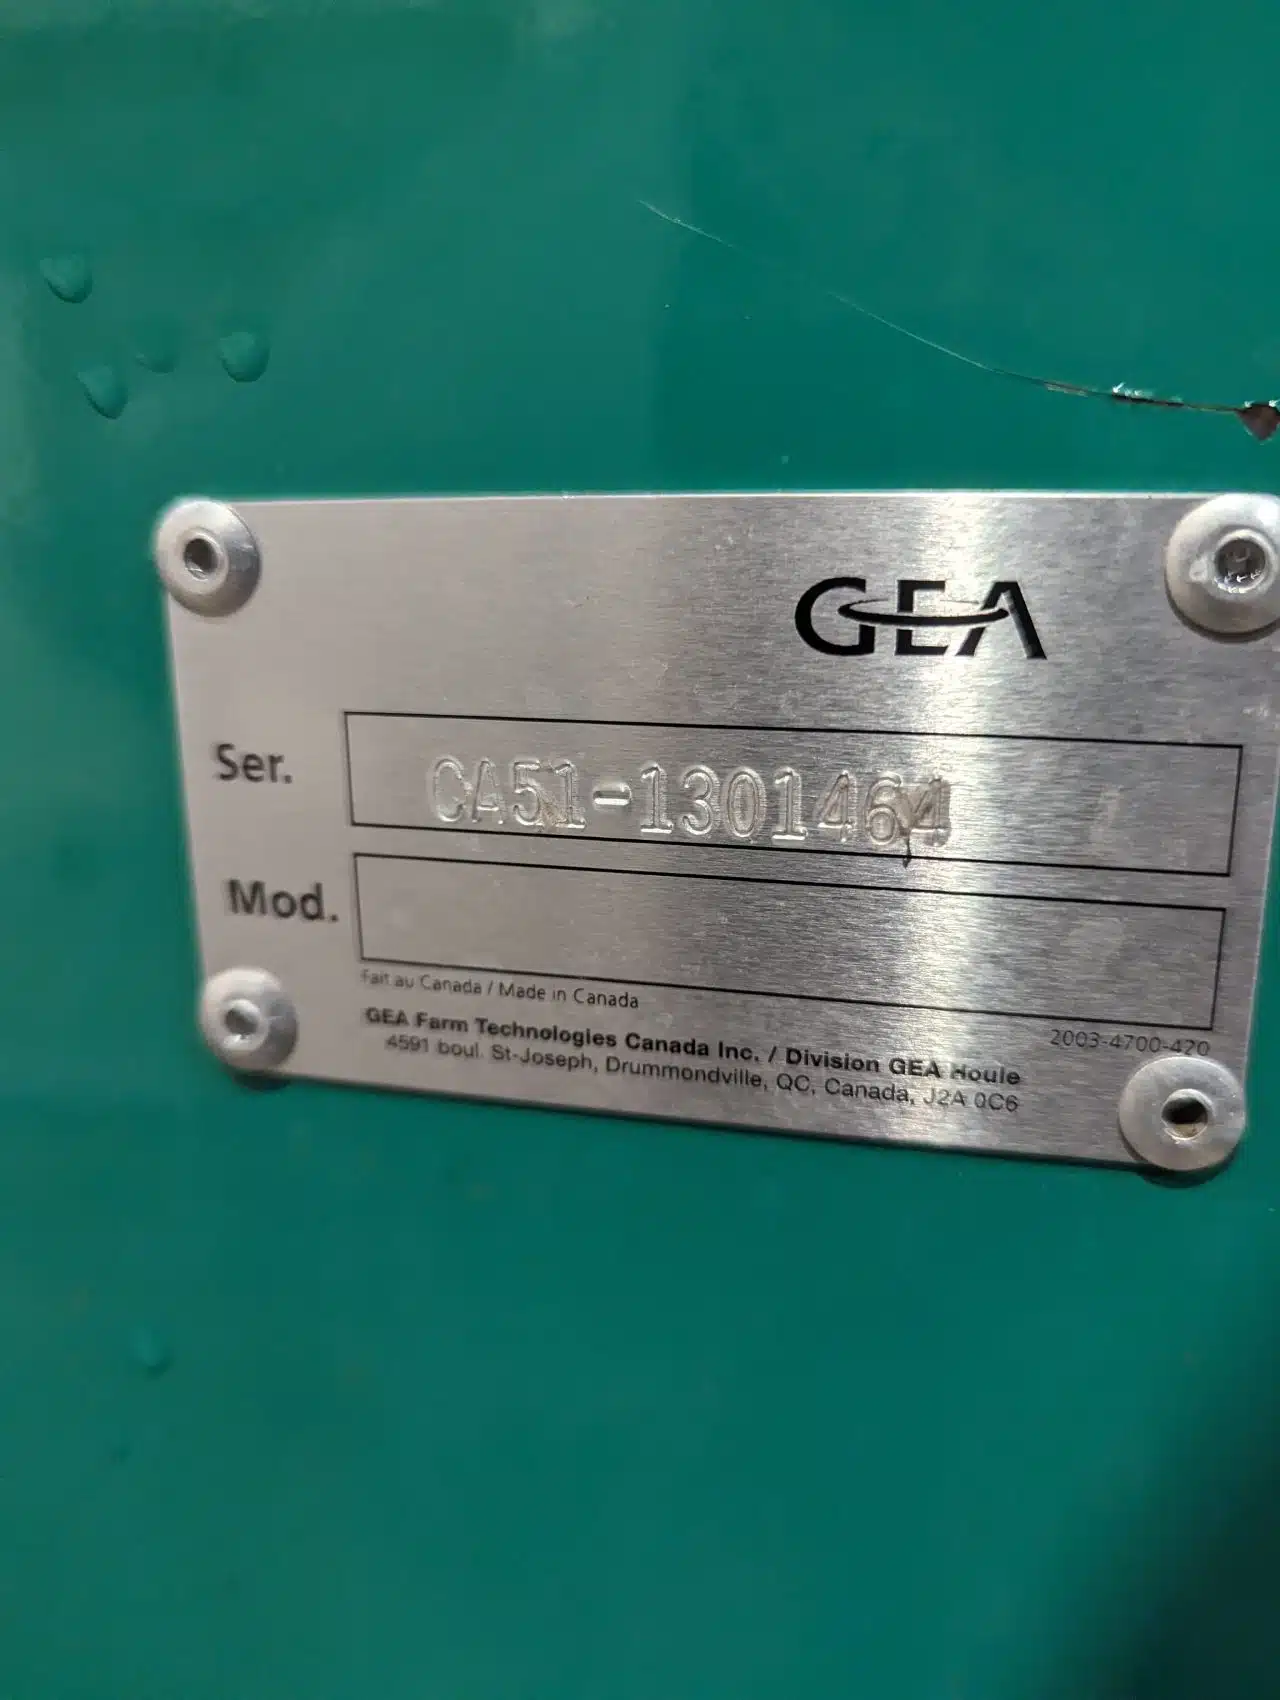 GEA
Ser. CA51-1301464
Mod.
Fait au Canada / Made in Canada
2003-4700-420
GEA Farm Technologies Canada Inc. / Division GEA Houle
4591 boul. St-Joseph, Drummondville, QC, Canada, J2A 0C6